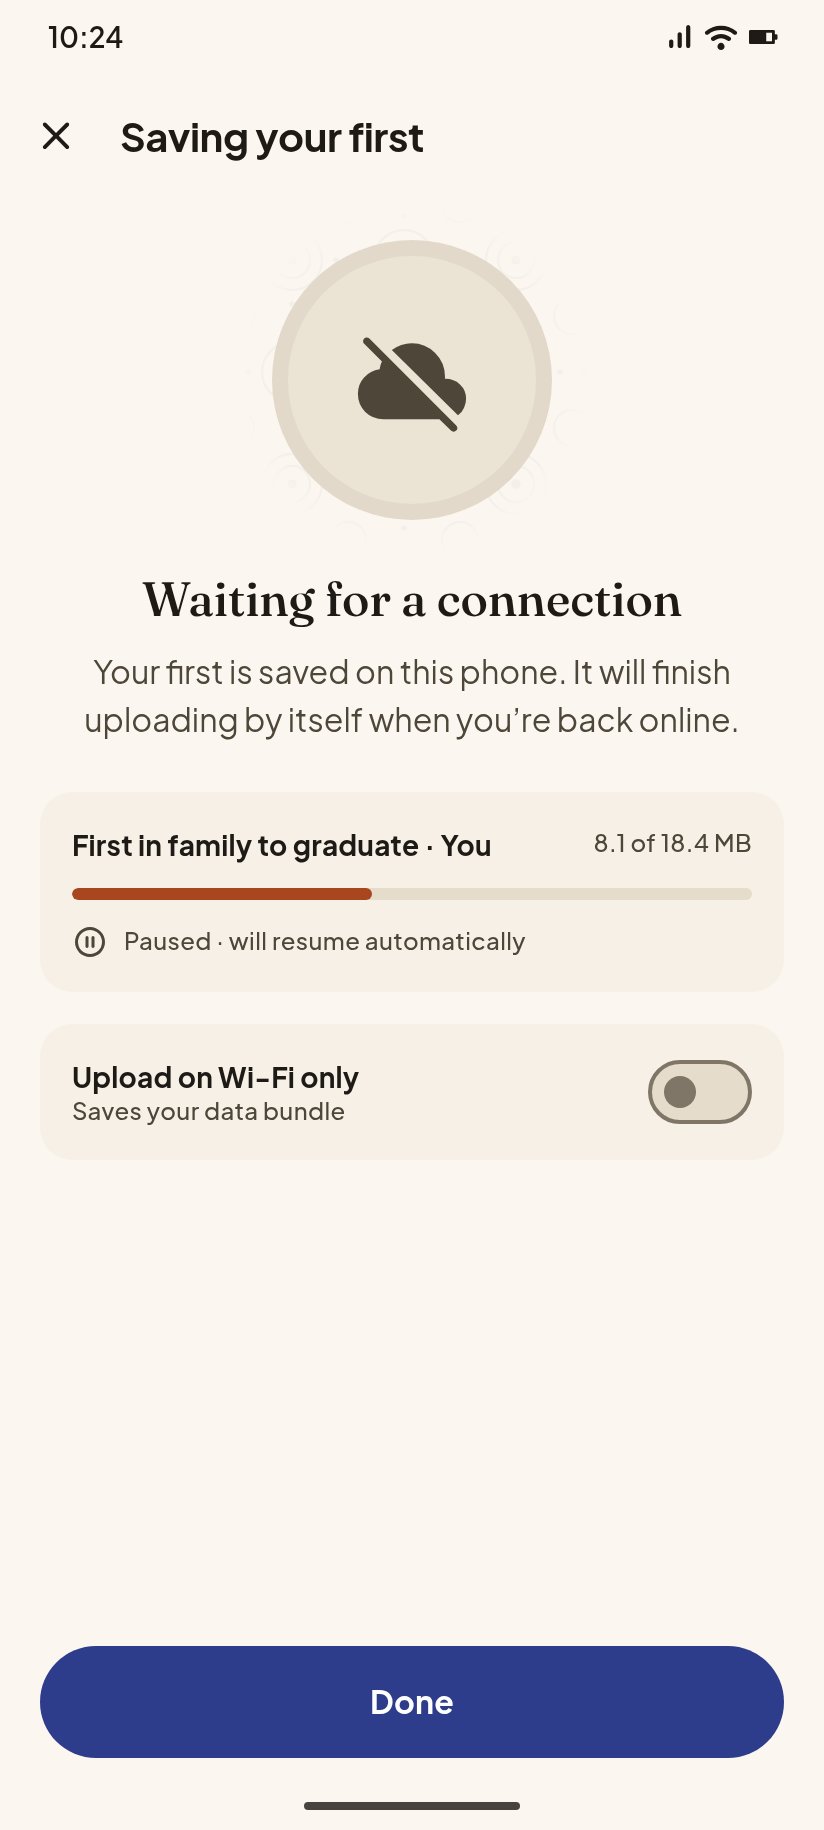 10:24
Saving your first
Waiting for a connection
Your first is saved on this phone. It will finish
uploading by itself when you’re back online.
First in family to graduate · You
8.1 of 18.4 MB
Paused · will resume automatically
Upload on Wi-Fi only
Saves your data bundle
Done